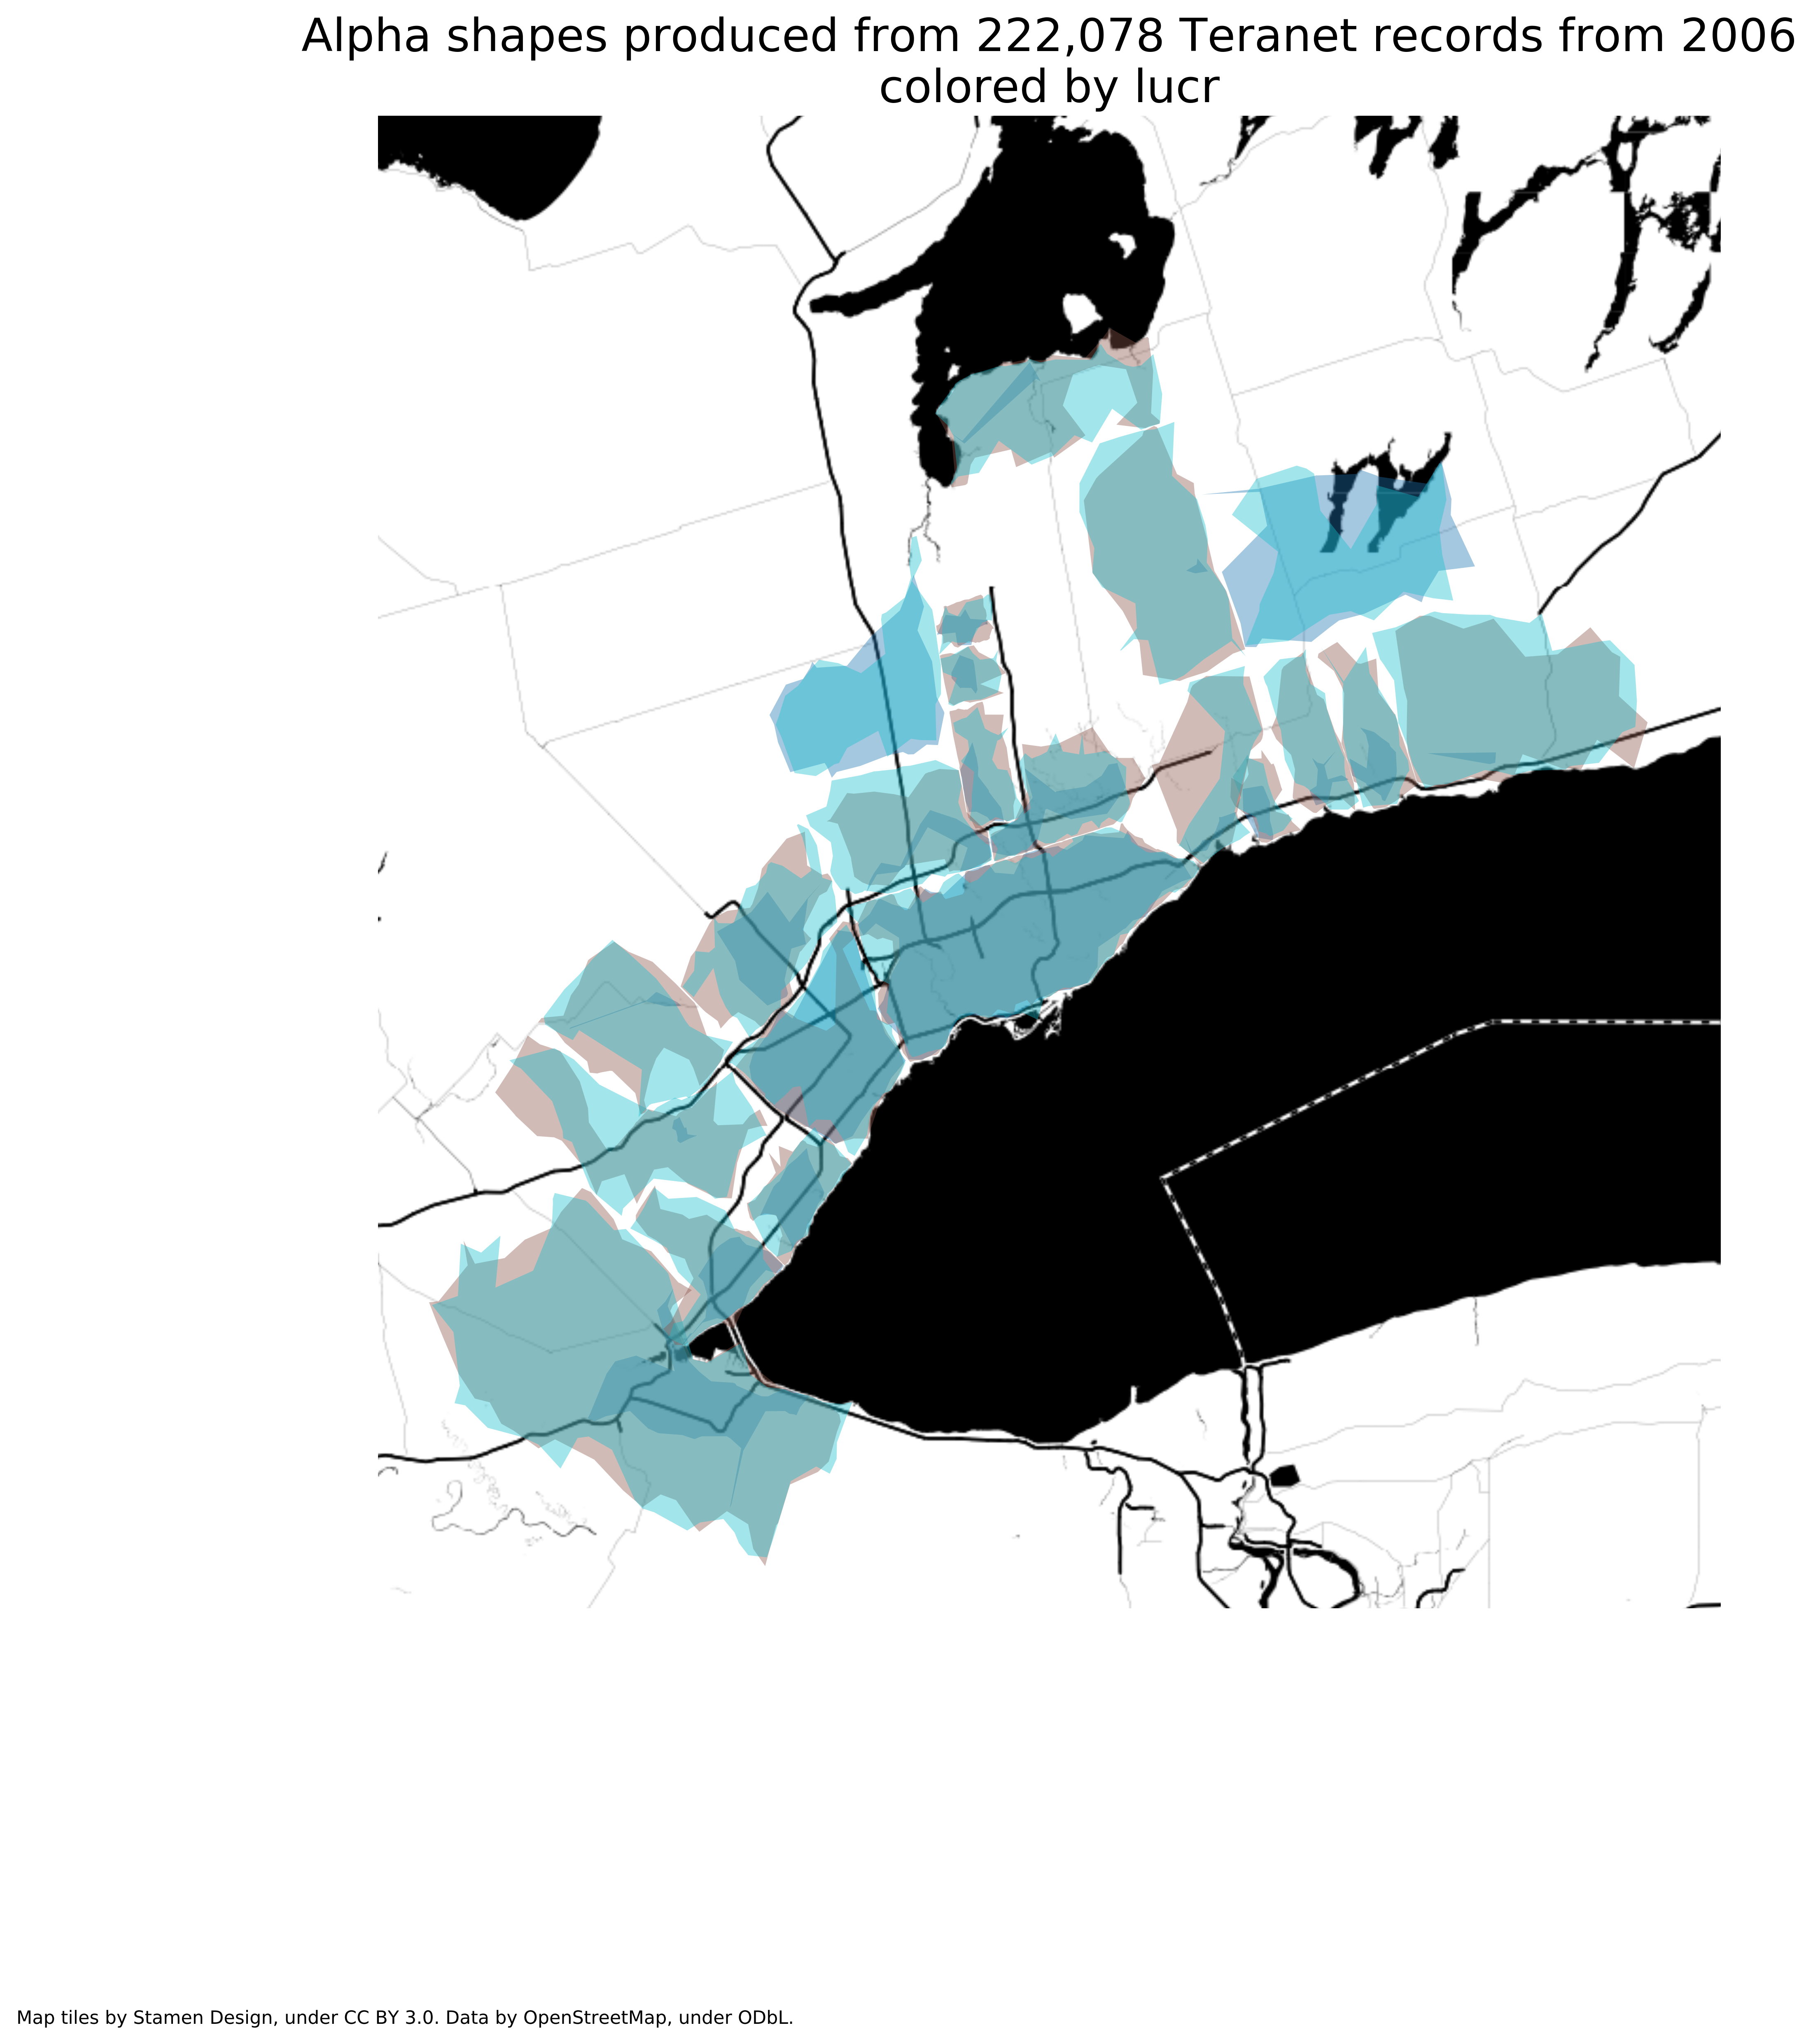 Alpha shapes produced from 222,078 Teranet records from 2006
colored by lucr
Map tiles by Stamen Design, under CC BY 3.0. Data by OpenStreetMap, under ODbL.